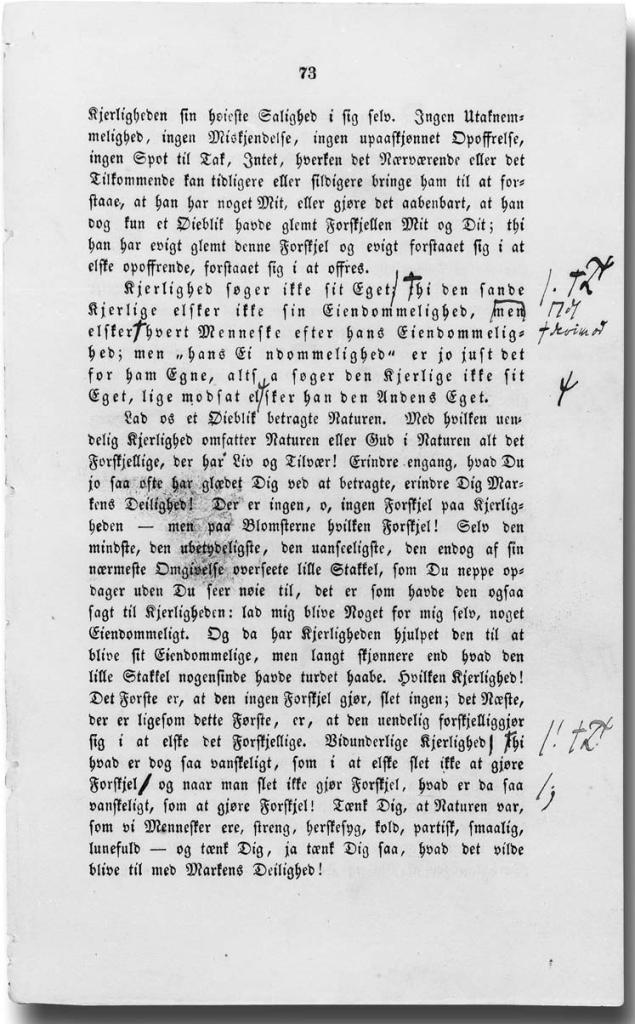 73
Kjerligheden sin høieste Salighed i sig selv. Ingen Utaknem-
melighed, ingen Miskjendelse, ingen upaaskjønnet Opoffrelse,
ingen Spot til Tak, Intet, hverken det Nærværende eller det
Tilkommende kan tidligere eller sildigere bringe ham til at for-
staae, at han har noget Mit, eller gjøre det aabenbart, at han
dog kun et Øieblik havde glemt Forskjellen Mit og Dit; thi
han har evigt glemt denne Forskjel og evigt forstaaet sig i at
elske opoffrende, forstaaet sig i at offres.
Kjerlighed søger ikke sit Eget; thi den sande
Kjerlige elsker ikke sin Eiendommelighed, men
elsker hvert Menneske efter hans Eiendommelig-
hed; men „hans Ei ndommelighed“ er jo just det
for ham Egne, alts a søger den Kjerlige ikke sit
Eget, lige modsat elsker han den Andens Eget.
Lad os et Øieblik betragte Naturen. Med hvilken uen-
delig Kjerlighed omfatter Naturen eller Gud i Naturen alt det
Forskjellige, der har Liv og Tilvær! Erindre engang, hvad Du
jo saa ofte har glædet Dig ved at betragte, erindre Dig Mar-
kens Deilighed! Der er ingen, o, ingen Forskjel paa Kjerlig-
heden — men paa Blomsterne hvilken Forskjel! Selv den
mindste, den ubetydeligste, den uanseeligste, den endog af sin
nærmeste Omgivelse overseete lille Stakkel, som Du neppe op-
dager uden Du seer nøie til, det er som havde den ogsaa
sagt til Kjerligheden: lad mig blive Noget for mig selv, noget
Eiendommeligt. Og da har Kjerligheden hjulpet den til at
blive sit Eiendommelige, men langt skjønnere end hvad den
lille Stakkel nogensinde havde turdet haabe. Hvilken Kjerlighed!
Det Første er, at den ingen Forskjel gjør, slet ingen; det Næste,
der er ligesom dette Første, er, at den uendelig forskjelliggjør
sig i at elske det Forskjellige. Vidunderlige Kjerlighed! thi
hvad er dog saa vanskeligt, som i at elske slet ikke at gjøre
Forskjel, og naar man slet ikke gjør Forskjel, hvad er da saa
vanskeligt, som at gjøre Forskjel! Tænk Dig, at Naturen var,
som vi Mennesker ere, streng, herskesyg, kold, partisk, smaalig,
lunefuld — og tænk Dig, ja tænk Dig saa, hvad det vilde
blive til med Markens Deilighed!